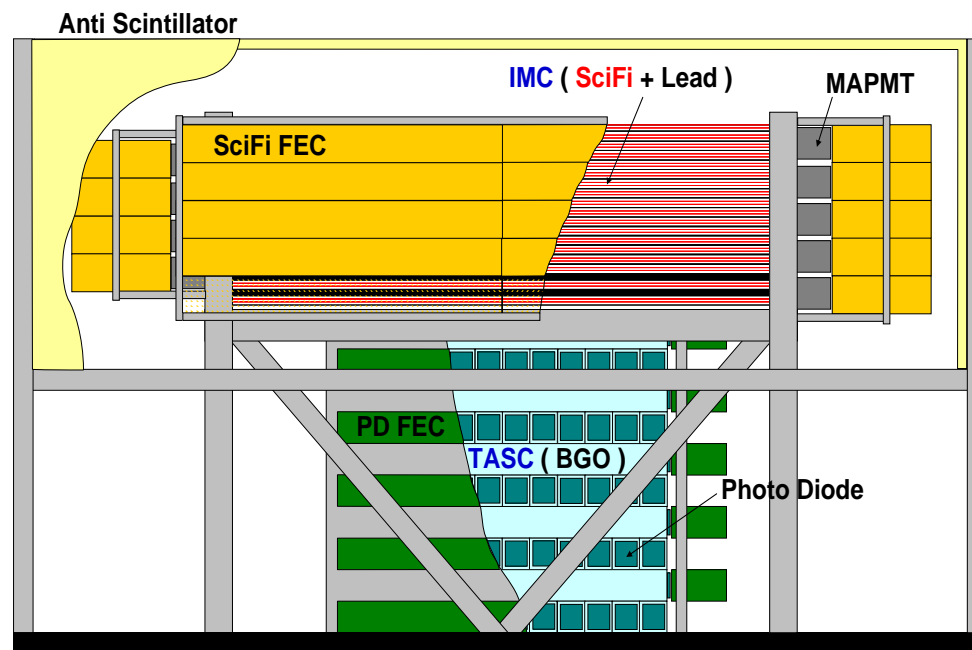 Anti Scintillator
IMC ( SciFi + Lead )
MAPMT
SciFi FEC
PD FEC
TASC ( BGO )
Photo Diode